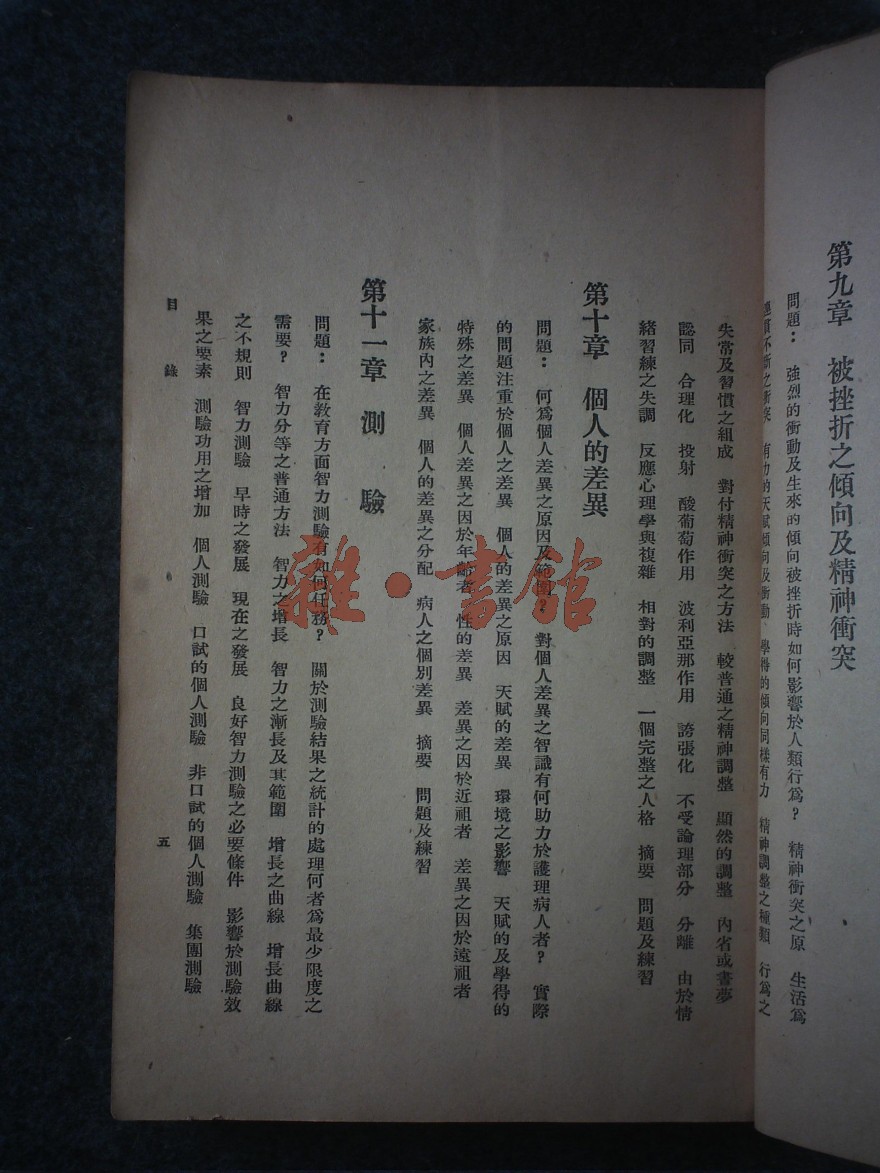 第九章　被挫折之傾向及精神衝突
問題：　強烈的衝動及生來的傾向被挫折時如何影響於人類行爲？　精神衝突之原　生活爲
連貫不斷之衝突　有力的天賦傾向及衝動　學得的傾向同樣有力　精神調整之種類　行爲之
失常及習慣之組成　對付精神衝突之方法　較普通之精神調整　顯然的調整　內省或晝夢
認同　合理化　投射　酸葡萄作用　波利亞那作用　誇張化　不受論理部分　分離　由於情
緒習練之失調　反應心理學與複雜　相對的調整　一個完整之人格　摘要　問題及練習
第十章　個人的差異
問題：　何爲個人差異之原因及範圍？　對個人差異之智識有何助力於護理病人者？　實際
的問題注重於個人之差異　個人的差異之原因　天賦的差異　環境之影響　天賦的及學得的
特殊之差異　個人差異之因於年齡者　性的差異　差異之因於近祖者　差異之因於遠祖者
家族內之差異　個人的差異之分配　病人之個別差異　摘要　問題及練習
第十一章　測　驗
問題：　在教育方面智力測驗有如何任務？　關於測驗結果之統計的處理何者爲最少限度之
需要？　智力分等之普通方法　智力之增長　智力之漸長及其範圍　增長之曲線　增長曲線
之不規則　智力測驗　早時之發展　現在之發展　良好智力測驗之必要條件　影響於測驗效
果之要素　測驗功用之增加　個人測驗　口試的個人測驗　非口試的個人測驗　集團測驗
目　錄
五
雜·書館